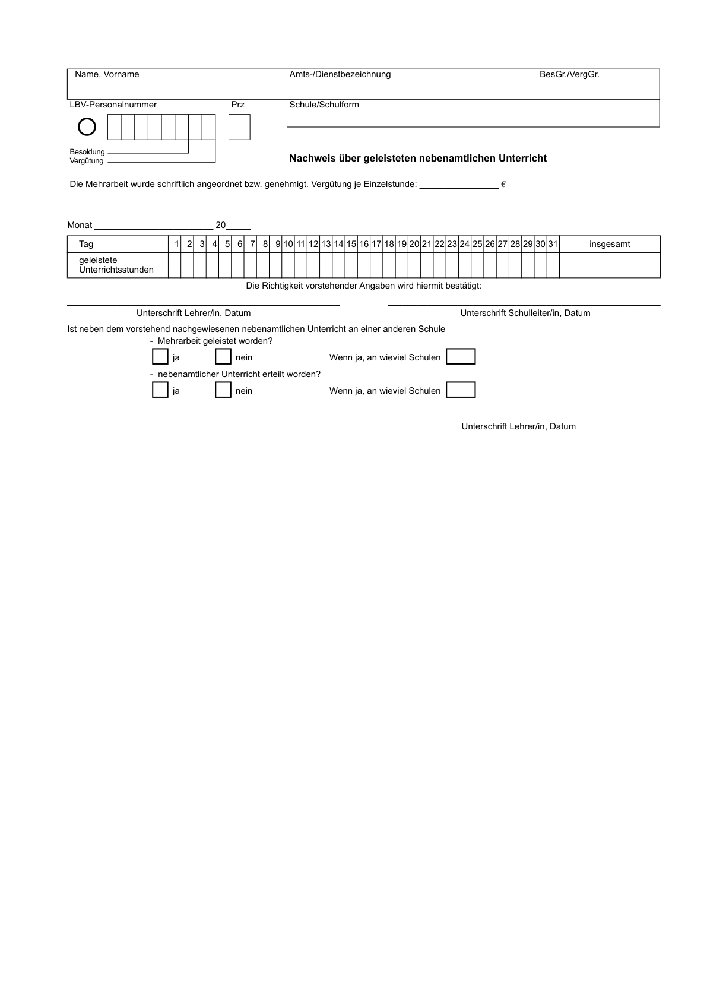 Name, Vorname Amts-/Dienstbezeichnung BesGr./VergGr.
LBV-Personalnummer Prz Schule/Schulform
Besoldung
Vergütung
Nachweis über geleisteten nebenamtlichen Unterricht
Die Mehrarbeit wurde schriftlich angeordnet bzw. genehmigt. Vergütung je Einzelstunde: ________________ €
Monat ________________________ 20_____
Tag 1 2 3 4 5 6 7 8 9 10 11 12 13 14 15 16 17 18 19 20 21 22 23 24 25 26 27 28 29 30 31 insgesamt
geleistete
Unterrichtsstunden
Die Richtigkeit vorstehender Angaben wird hiermit bestätigt:
Unterschrift Lehrer/in, Datum Unterschrift Schulleiter/in, Datum
Ist neben dem vorstehend nachgewiesenen nebenamtlichen Unterricht an einer anderen Schule
- Mehrarbeit geleistet worden?
ja nein Wenn ja, an wieviel Schulen
- nebenamtlicher Unterricht erteilt worden?
ja nein Wenn ja, an wieviel Schulen
Unterschrift Lehrer/in, Datum